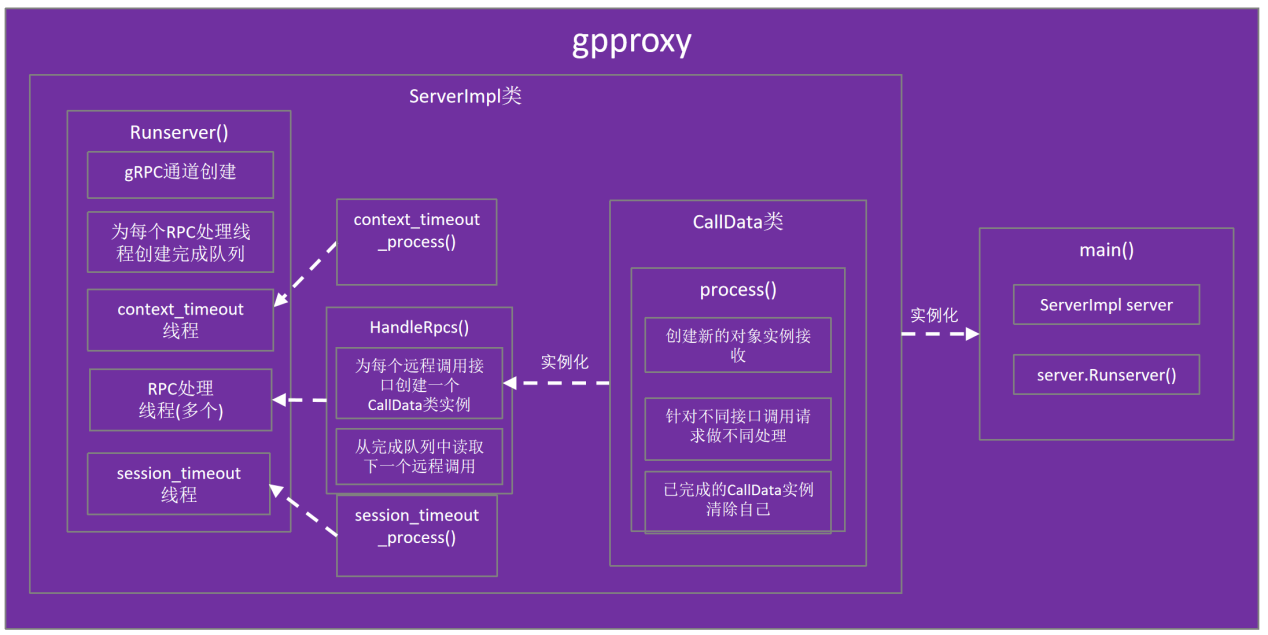 gpproxy
ServerImpl类
Runserver()
gRPC通道创建
为每个RPC处理线
程创建完成队列
context_timeout
线程
RPC处理
线程(多个)
session_timeout
线程
context_timeout
_process()
HandleRpcs()
为每个远程调用接
口创建一个
CallData类实例
从完成队列中读取
下一个远程调用
session_timeout
_process()
实例化
CallData类
process()
创建新的对象实例接
收
针对不同接口调用请
求做不同处理
已完成的CallData实例
清除自己
实例化
main()
ServerImpl server
server.Runserver()